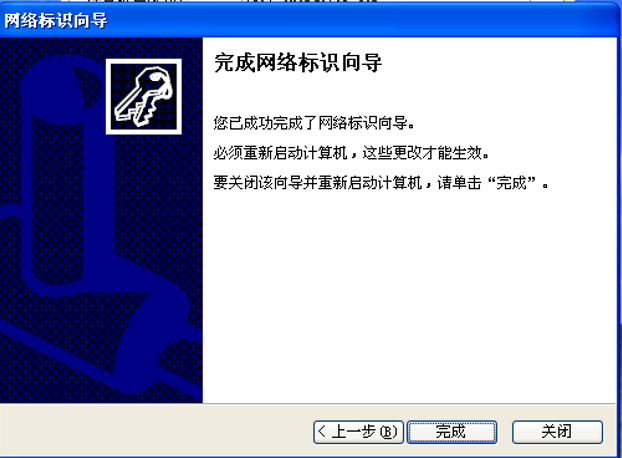 网络标识向导
完成网络标识向导
您已成功完成了网络标识向导。
必须重新启动计算机，这些更改才能生效。
要关闭该向导并重新启动计算机，请单击“完成”。
< 上一步(B)
完成
关闭